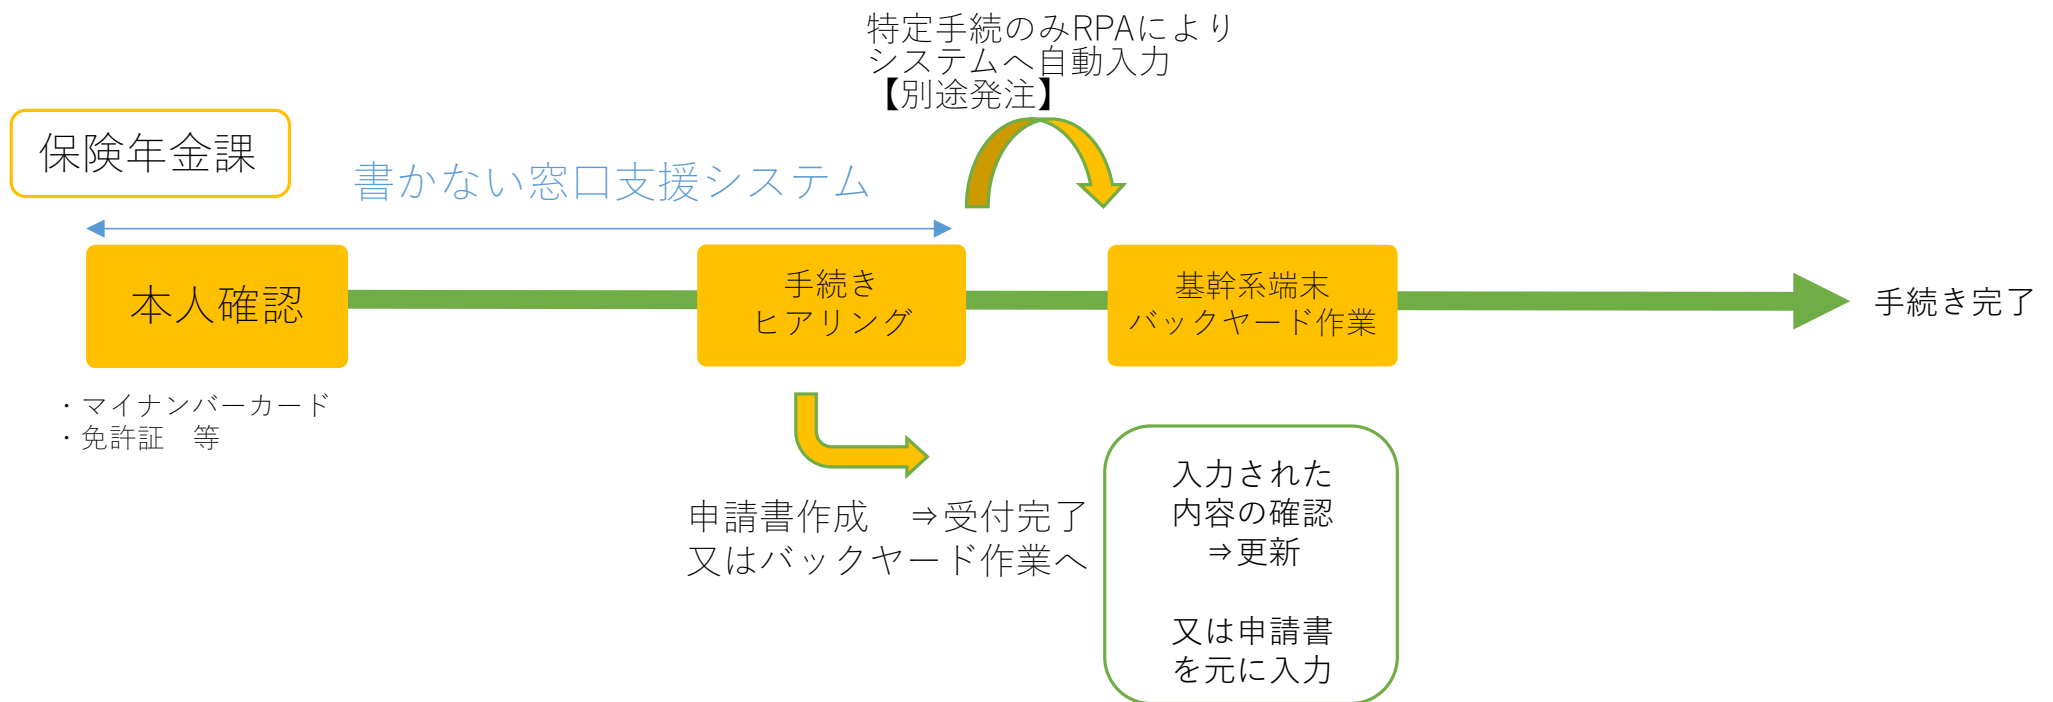 特定手続のみRPAにより
システムへ自動入力
【別途発注】
保険年金課
書かない窓口支援システム
本人確認
手続き
ヒアリング
基幹系端末
バックヤード作業
手続き完了
・マイナンバーカード
・免許証　等
申請書作成　⇒受付完了
又はバックヤード作業へ
入力された
内容の確認
⇒更新
又は申請書
を元に入力